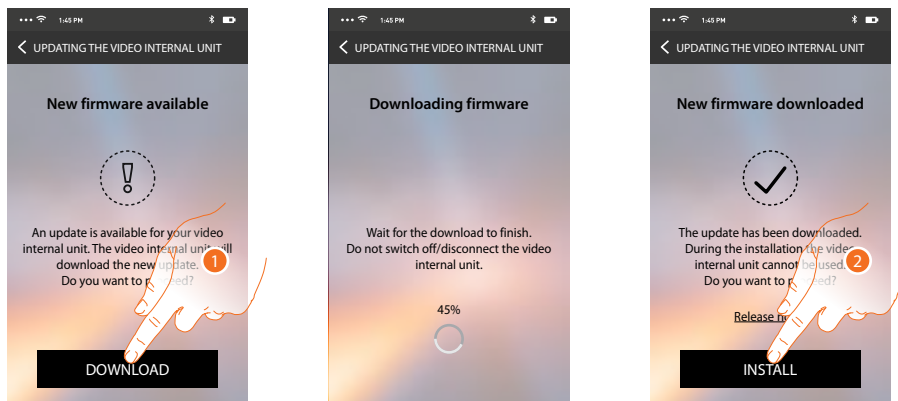 1:45 PM
UPDATING THE VIDEO INTERNAL UNIT
New firmware available
An update is available for your video
internal unit. The video internal unit will
download the new update.
Do you want to proceed?
1
DOWNLOAD
1:45 PM
UPDATING THE VIDEO INTERNAL UNIT
Downloading firmware
Wait for the download to finish.
Do not switch off/disconnect the video
internal unit.
45%
1:45 PM
UPDATING THE VIDEO INTERNAL UNIT
New firmware downloaded
The update has been downloaded.
During the installation the video
internal unit cannot be used.
Do you want to proceed?
2
Release
INSTALL